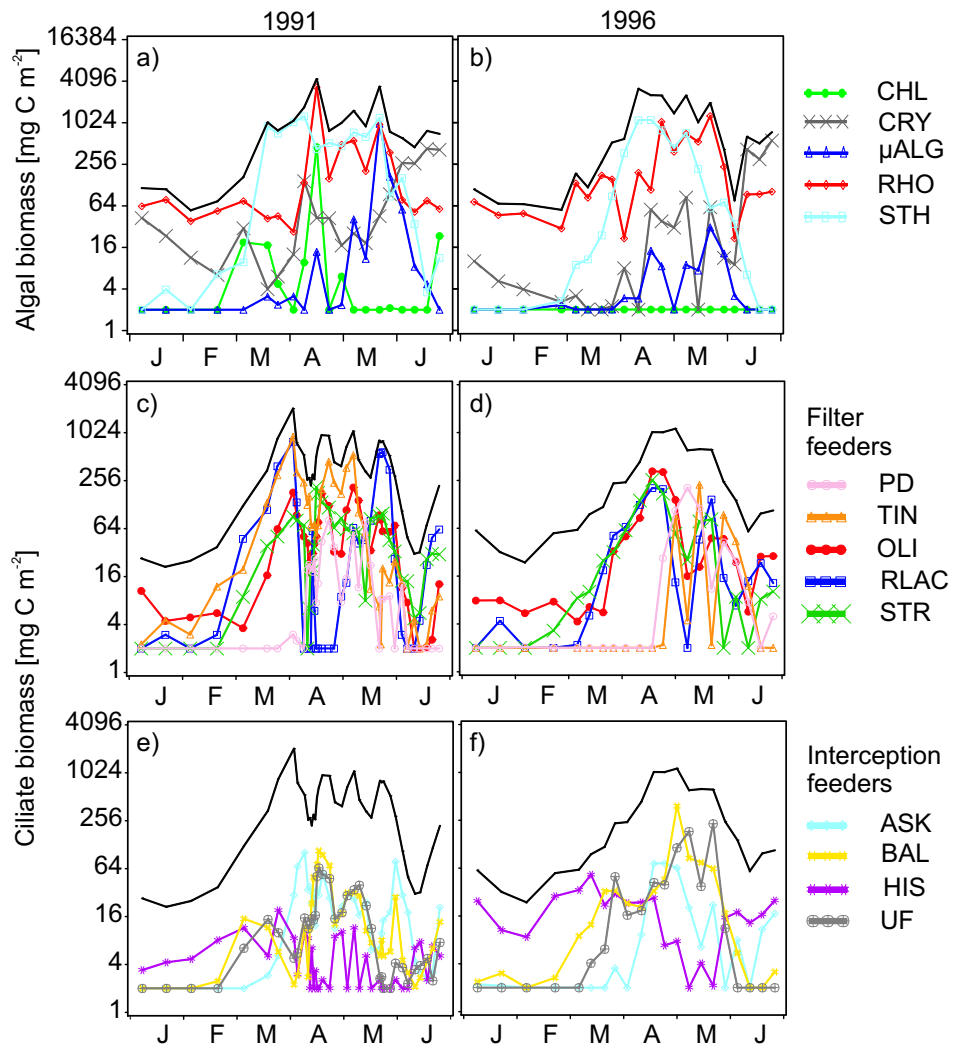 1991 1996
Algal biomass [mg C m-2]
16384
4096
1024
256
64
16
4
1
a)
b)
J F M A M J
J F M A M J
CHL
CRY
µALG
RHO
STH
Ciliate biomass [mg C m-2]
4096
1024
256
64
16
4
1
c)
d)
J F M A M J
J F M A M J
Filter
feeders
PD
TIN
OLI
RLAC
STR
4096
1024
256
64
16
4
1
e)
f)
J F M A M J
J F M A M J
Interception
feeders
ASK
BAL
HIS
UF